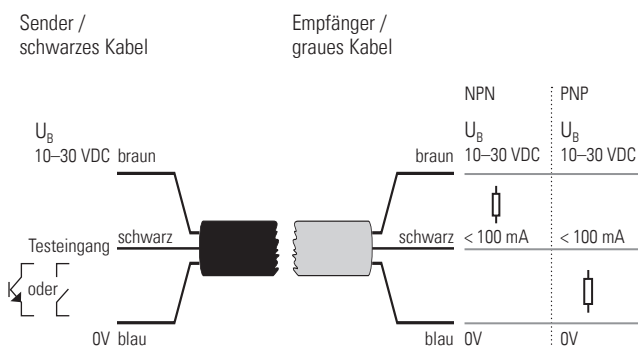 Sender /
schwarzes Kabel
Empfänger /
graues Kabel
NPN
PNP
U_B
10–30 VDC braun
braun
U_B
10–30 VDC
U_B
10–30 VDC
Testeingang schwarz
schwarz < 100 mA
< 100 mA
oder
0V blau
blau 0V
0V